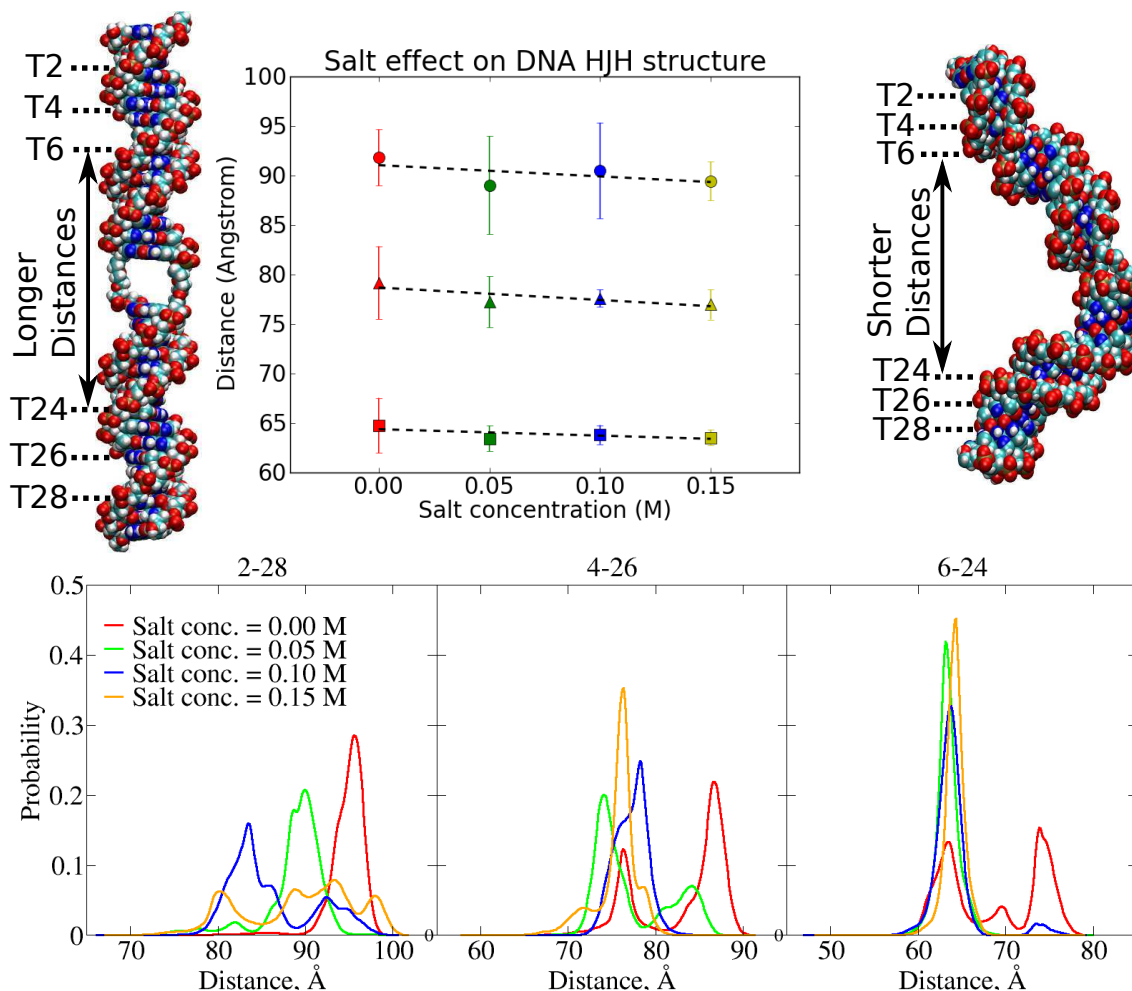 Salt effect on DNA HJH structure
T2
T4
T6
Longer
Distances
T24
T26
T28
100
95
90
85
80
75
70
65
60
Distance (Angstrom)
0.00 0.05 0.10 0.15
Salt concentration (M)
T2
T4
T6
Shorter
Distances
T24
T26
T28
2-28 4-26 6-24
0.5
0.4
0.3
0.2
0.1
0
Probability
Salt conc. = 0.00 M
Salt conc. = 0.05 M
Salt conc. = 0.10 M
Salt conc. = 0.15 M
70 80 90 100 0 60 70 80 90 0 50 60 70 80
Distance, Å Distance, Å Distance, Å